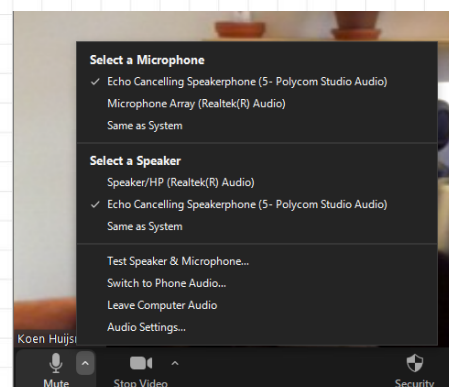 Select a Microphone
Echo Cancelling Speakerphone (5- Polycom Studio Audio)
Microphone Array (Realtek(R) Audio)
Same as System
Select a Speaker
Speaker/HP (Realtek(R) Audio)
Echo Cancelling Speakerphone (5- Polycom Studio Audio)
Same as System
Test Speaker & Microphone...
Switch to Phone Audio...
Leave Computer Audio
Audio Settings...
Koen
Mute Stop Video Security